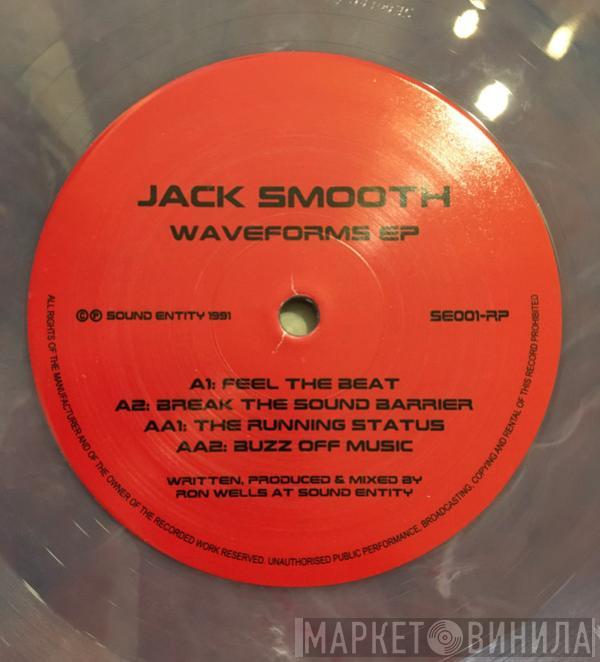 JACK SMOOTH
WAVEFORMS EP
©℗ SOUND ENTITY 1991
SE001-RP
A1: FEEL THE BEAT
A2: BREAK THE SOUND BARRIER
AA1: THE RUNNING STATUS
AA2: BUZZ OFF MUSIC
WRITTEN, PRODUCED & MIXED BY
RON WELLS AT SOUND ENTITY
ALL RIGHTS OF THE MANUFACTURER AND OF THE OWNER OF THE RECORDED WORK RESERVED. UNAUTHORISED PUBLIC PERFORMANCE, BROADCASTING, COPYING AND RENTAL OF THIS RECORD PROHIBITED
МАРКЕТ ВИНИЛА